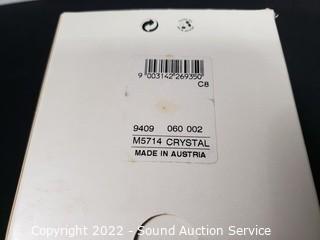 9 003142 269350
C8
9409 060 002
M5714 CRYSTAL
MADE IN AUSTRIA
Copyright 2022 - Sound Auction Service